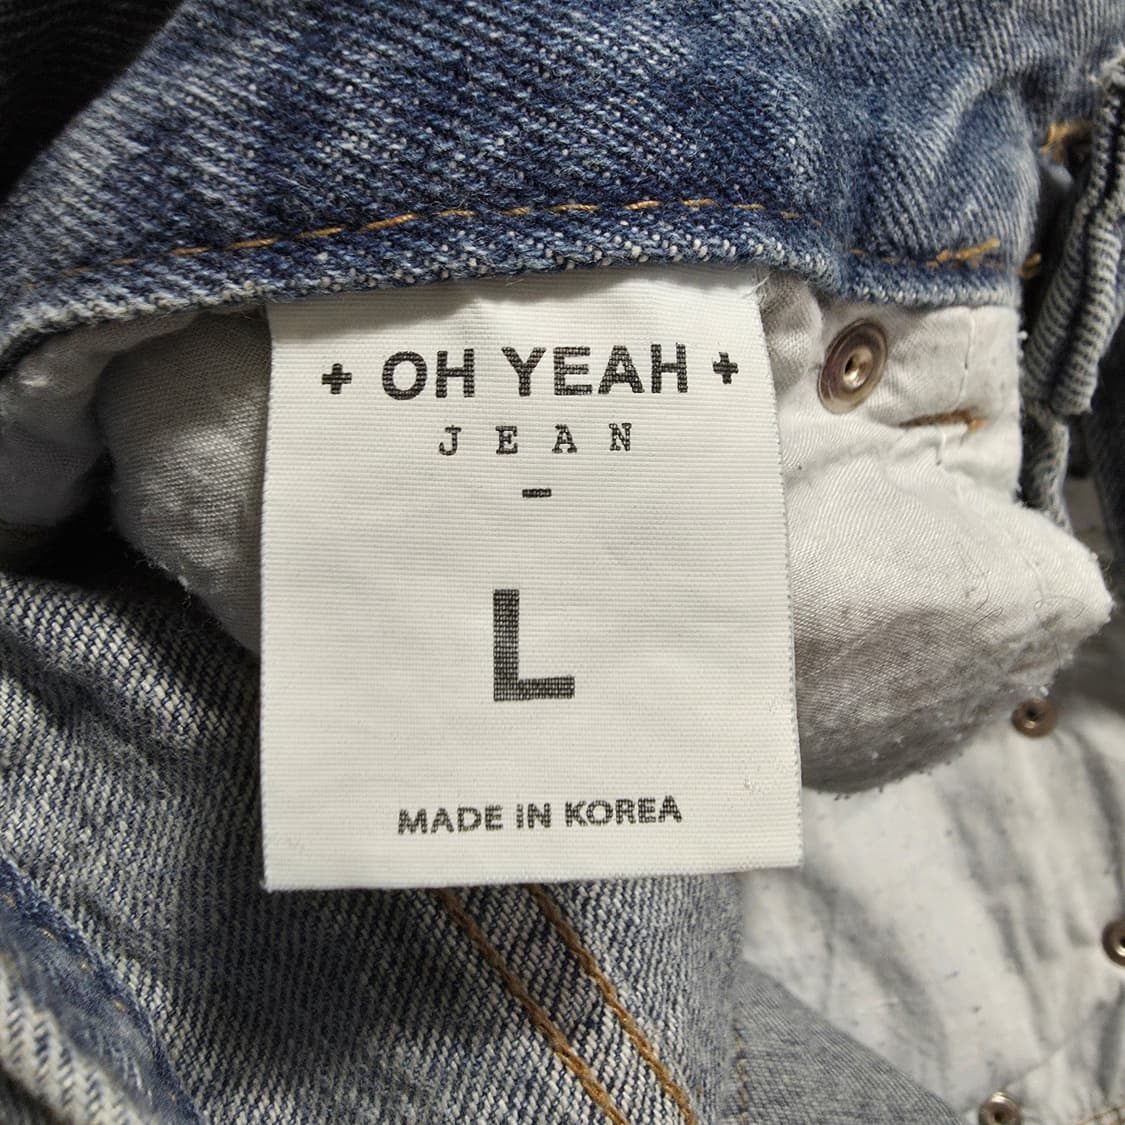 + OH YEAH +
JEAN
-
L
MADE IN KOREA